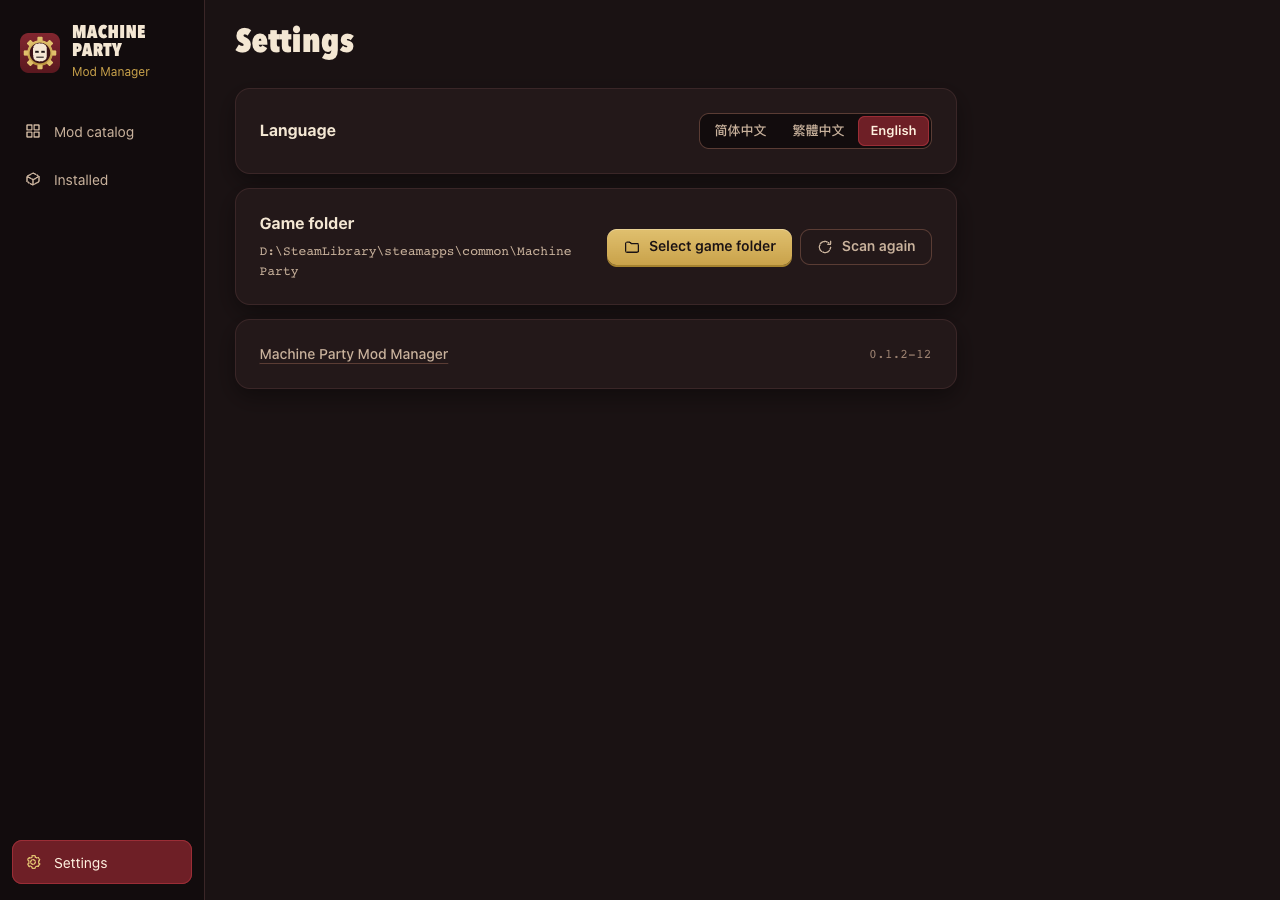 MACHINE
PARTY
Mod Manager
Mod catalog
Installed
Settings
Settings
Language
简体中文
繁體中文
English
Game folder
D:\SteamLibrary\steamapps\common\Machine
Party
Select game folder
Scan again
Machine Party Mod Manager
0.1.2-12